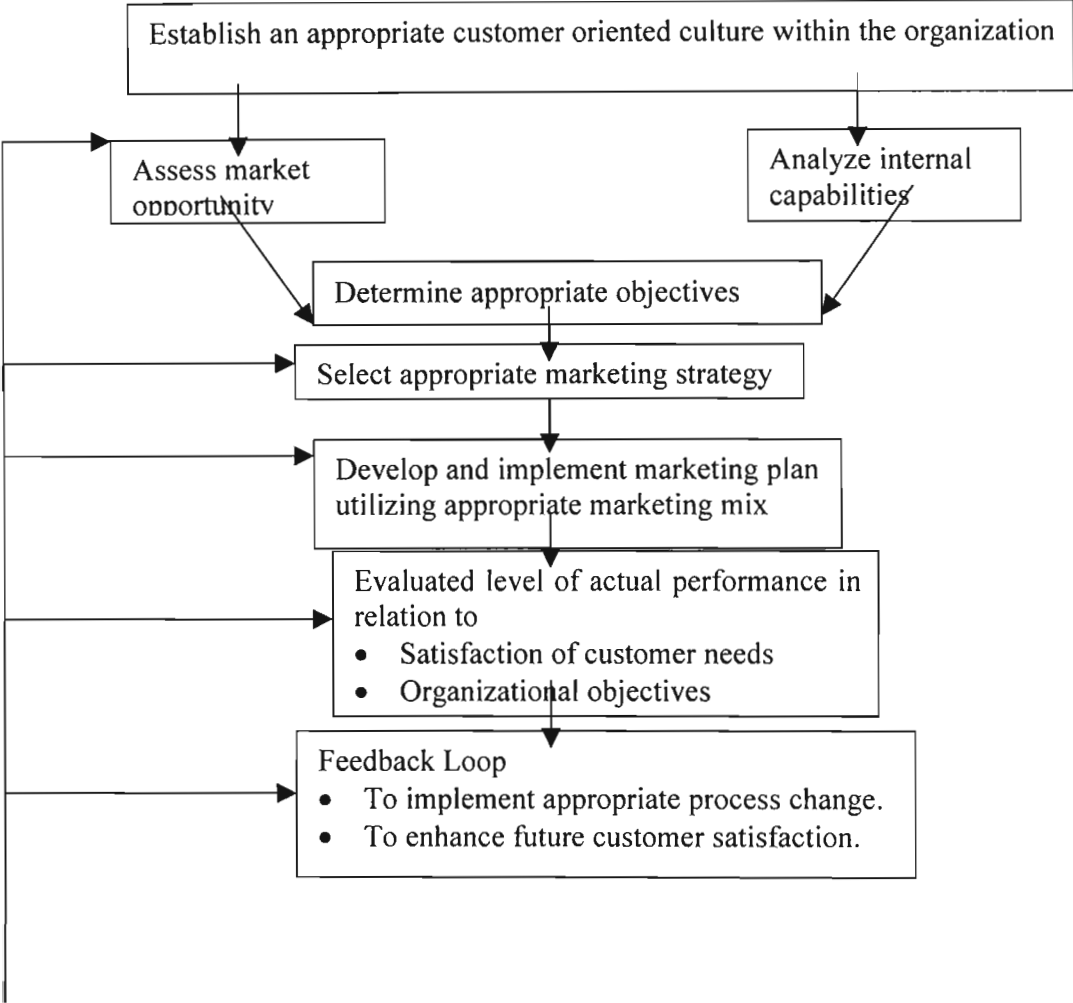 Establish an appropriate customer oriented culture within the organization
Assess market
opportunity
Analyze internal
capabilities
Determine appropriate objectives
Select appropriate marketing strategy
Develop and implement marketing plan
utilizing appropriate marketing mix
Evaluated level of actual performance in
relation to
• Satisfaction of customer needs
• Organizational objectives
Feedback Loop
• To implement appropriate process change.
• To enhance future customer satisfaction.